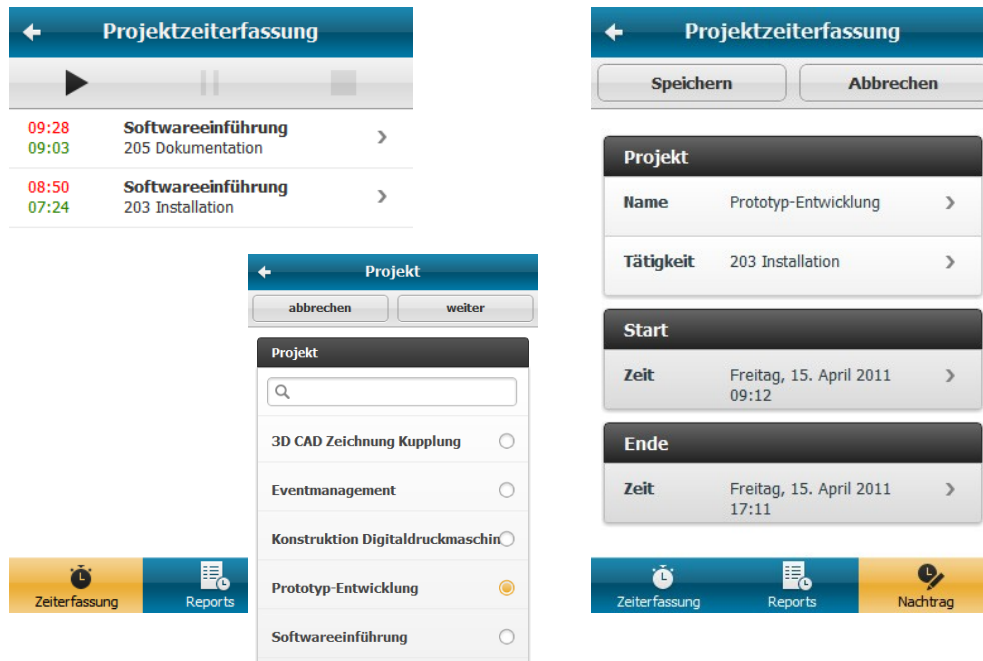 Projektzeiterfassung
09:28 Softwareeinführung
09:03 205 Dokumentation
08:50 Softwareeinführung
07:24 203 Installation
Zeiterfassung Reports
Projekt
abbrechen weiter
Projekt
3D CAD Zeichnung Kupplung
Eventmanagement
Konstruktion Digitaldruckmaschin
Prototyp-Entwicklung
Softwareeinführung
Projektzeiterfassung
Speichern Abbrechen
Projekt
Name Prototyp-Entwicklung
Tätigkeit 203 Installation
Start
Zeit Freitag, 15. April 2011
09:12
Ende
Zeit Freitag, 15. April 2011
17:11
Zeiterfassung Reports Nachtrag